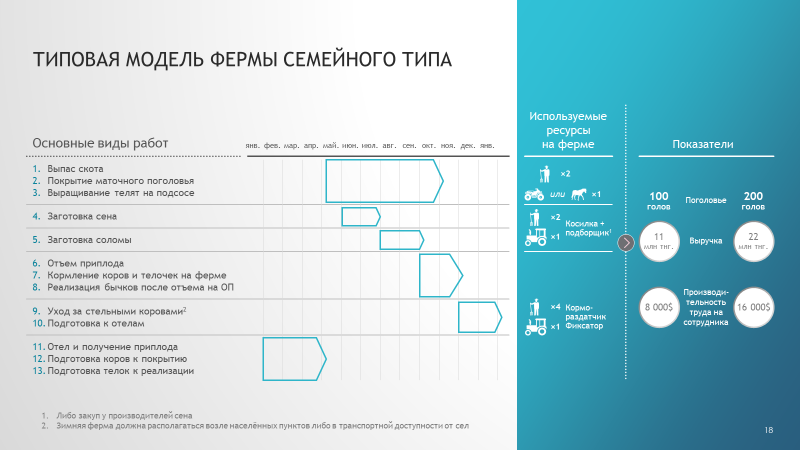 ТИПОВАЯ МОДЕЛЬ ФЕРМЫ СЕМЕЙНОГО ТИПА
Основные виды работ
янв. фев. мар. апр. май. июн. июл. авг. сен. окт. ноя. дек. янв.
1. Выпас скота
2. Покрытие маточного поголовья
3. Выращивание телят на подсосе
4. Заготовка сена
5. Заготовка соломы
6. Отъем приплода
7. Кормление коров и телочек на ферме
8. Реализация бычков после отъема на ОП
9. Уход за стельными коровами2
10. Подготовка к отелам
11. Отел и получение приплода
12. Подготовка коров к покрытию
13. Подготовка телок к реализации
1. Либо закуп у производителей сена
2. Зимняя ферма должна располагаться возле населённых пунктов либо в транспортной доступности от сел
Используемые
ресурсы
на ферме
×2
или ×1
×2
×1
Косилка +
подборщик1
×4
×1
Кормо-
раздатчик
Фиксатор
Показатели
100
голов
Поголовье
200
голов
11
млн тнг.
Выручка
22
млн тнг.
8 000$
Производи-
тельность
труда на
сотрудника
16 000$
18